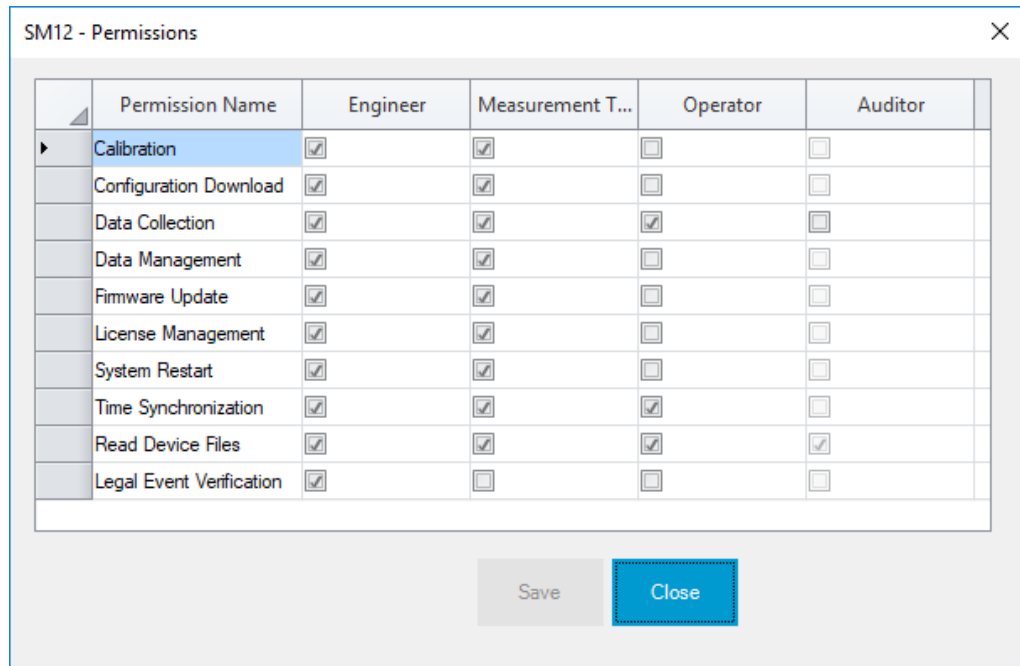 SM12 - Permissions
Permission Name Engineer Measurement T... Operator Auditor
Calibration
Configuration Download
Data Collection
Data Management
Firmware Update
License Management
System Restart
Time Synchronization
Read Device Files
Legal Event Verification
Save Close